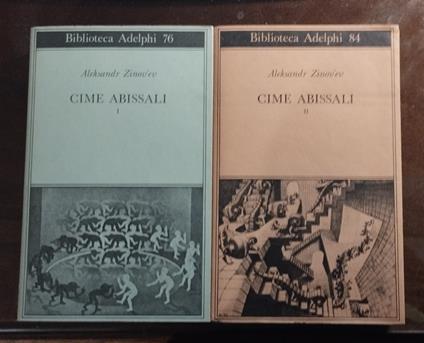 Biblioteca Adelphi 76
Aleksandr Zinov'ev
CIME ABISSALI
I
Biblioteca Adelphi 84
Aleksandr Zinov'ev
CIME ABISSALI
II